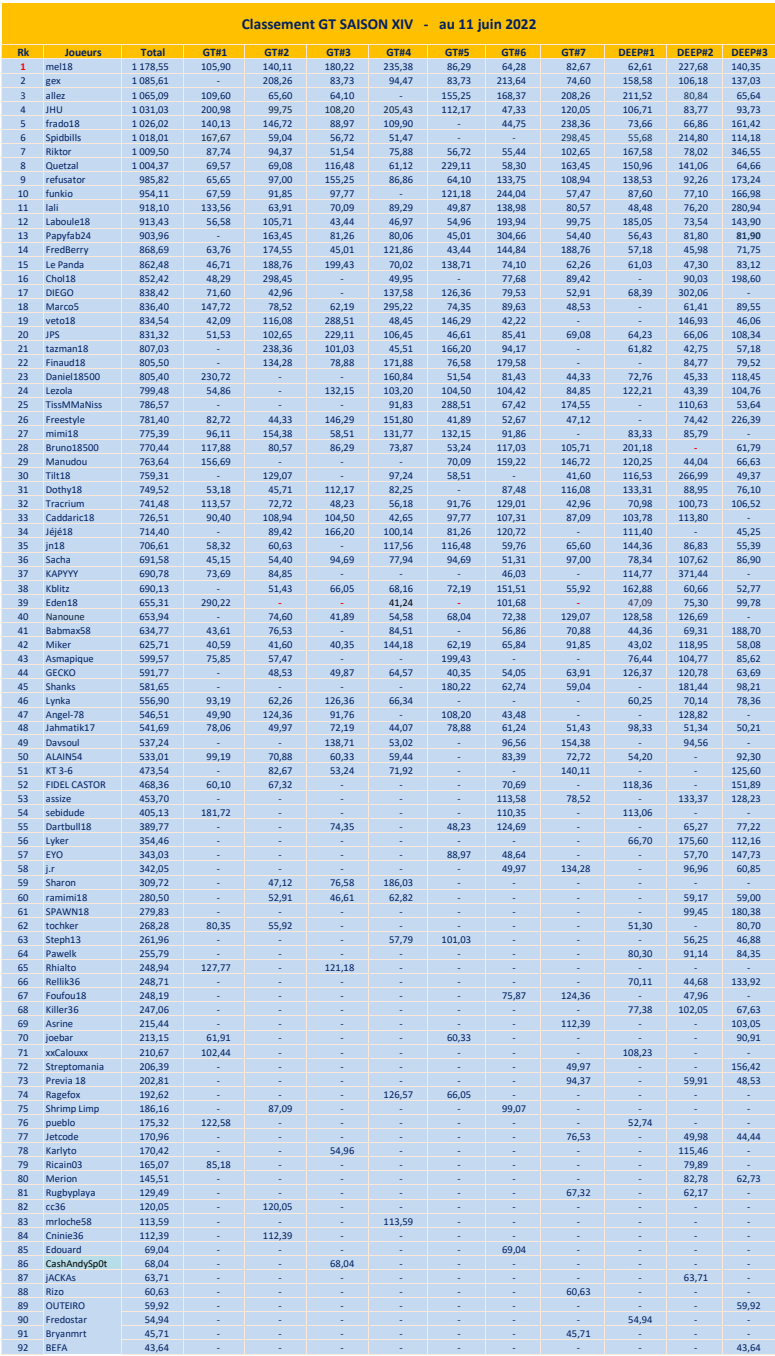 Classement GT SAISON XIV - au 11 juin 2022
Rk Joueurs Total GT#1 GT#2 GT#3 GT#4 GT#5 GT#6 GT#7 DEEP#1 DEEP#2 DEEP#3
1 mel18 1 178,55 105,90 140,11 180,22 235,38 86,29 64,28 82,67 62,61 227,68 140,35
2 gex 1 085,61 - 208,26 83,73 94,47 83,73 213,64 74,60 158,58 106,18 137,03
3 allez 1 065,09 109,60 65,60 64,10 - 155,25 168,37 208,26 211,52 80,84 65,64
4 JHU 1 031,03 200,98 99,75 108,20 205,43 112,17 47,33 120,05 106,71 83,77 93,73
5 frado18 1 026,02 140,13 146,72 88,97 109,90 - 44,75 238,36 73,66 66,86 161,42
6 Spidbills 1 018,01 167,67 59,04 56,72 51,47 - - 298,45 55,68 214,80 114,18
7 Riktor 1 009,50 87,74 94,37 51,54 75,88 56,72 55,44 102,65 167,58 78,02 346,55
8 Quetzal 1 004,37 69,57 69,08 116,48 61,12 229,11 58,30 163,45 150,96 141,06 64,66
9 refusator 985,82 65,65 97,00 155,25 86,86 64,10 133,75 108,94 138,53 92,26 173,24
10 funkio 954,11 67,59 91,85 97,77 - 121,18 244,04 57,47 87,60 77,10 166,98
11 lali 918,10 133,56 63,91 70,09 89,29 49,87 138,98 80,57 48,48 76,20 280,94
12 Laboule18 913,43 56,58 105,71 43,44 46,97 54,96 193,94 99,75 185,05 73,54 143,90
13 Papyfab24 903,96 - 163,45 81,26 80,06 45,01 304,66 54,40 56,43 81,80 81,90
14 FredBerry 868,69 63,76 174,55 45,01 121,86 43,44 144,84 188,76 57,18 45,98 71,75
15 Le Panda 862,48 46,71 188,76 199,43 70,02 138,71 74,10 62,26 61,03 47,32 83,12
16 Chol18 852,42 48,29 298,45 - 49,95 - 77,68 89,42 - 90,03 198,60
17 DIEGO 838,42 71,60 42,96 - 137,58 126,36 79,53 52,91 68,39 302,06 -
18 Marco5 836,40 147,72 78,52 62,19 295,22 74,35 89,63 48,53 - 61,41 89,55
19 veto18 834,54 42,09 116,08 288,51 48,45 146,29 42,22 - - 146,93 46,06
20 JPS 831,32 51,53 102,65 229,11 106,45 46,61 85,41 69,08 64,23 66,06 108,34
21 tazman18 807,03 - 238,36 101,03 45,51 166,20 94,17 - 61,82 42,75 57,18
22 Finaud18 805,50 - 134,28 78,88 171,88 76,58 179,58 - - 84,77 79,52
23 Daniel18500 805,40 230,72 - - 160,84 51,54 81,43 44,33 72,76 45,33 118,45
24 Lezola 799,48 54,86 - 132,15 103,20 104,50 104,42 84,85 122,21 43,39 104,76
25 TissMMaNiss 786,57 - - - 91,83 288,51 67,42 174,55 - 110,63 53,64
26 Freestyle 781,40 82,72 44,33 146,29 151,80 41,89 52,67 47,12 - 74,42 226,39
27 mimi18 775,39 96,11 154,38 58,51 131,77 132,15 91,86 - 83,33 85,79 -
28 Bruno18500 770,44 117,88 80,57 86,29 73,87 53,24 117,03 105,71 201,18 - 61,79
29 Manudou 763,64 156,69 - - - 70,09 159,22 146,72 120,25 44,04 66,63
30 Tilt18 759,31 - 129,07 - 97,24 58,51 - 41,60 116,53 266,99 49,37
31 Dothy18 749,52 53,18 45,71 112,17 82,25 - 87,48 116,08 133,31 88,95 76,10
32 Tracrium 741,48 113,57 72,72 48,23 56,18 91,76 129,01 42,96 70,98 100,73 106,52
33 Caddaric18 726,51 90,40 108,94 104,50 42,65 97,77 107,31 87,09 103,78 113,80 -
34 Jéjé18 714,40 - 89,42 166,20 100,14 81,26 120,72 - 111,40 - 45,25
35 jn18 706,61 58,32 60,63 - 117,56 116,48 59,76 65,60 144,36 86,83 55,39
36 Sacha 691,58 45,15 54,40 94,69 77,94 94,69 51,31 97,00 78,34 107,62 86,90
37 KAPYYY 690,78 73,69 84,85 - - - 46,03 - 114,77 371,44 -
38 Kblitz 690,13 - 51,43 66,05 68,16 72,19 151,51 55,92 162,88 60,66 52,77
39 Eden18 655,31 290,22 - - 41,24 - 101,68 - 47,09 75,30 99,78
40 Nanoune 653,94 - 74,60 41,89 54,58 68,04 72,38 129,07 128,58 126,69 -
41 Babmax58 634,77 43,61 76,53 - 84,51 - 56,86 70,88 44,36 69,31 188,70
42 Miker 625,71 40,59 41,60 40,35 144,18 62,19 65,84 91,85 43,02 118,95 58,08
43 Asmapique 599,57 75,85 57,47 - - 199,43 - - 76,44 104,77 85,62
44 GECKO 591,77 - 48,53 49,87 64,57 40,35 54,05 63,91 126,37 120,78 63,69
45 Shanks 581,65 - - - - 180,22 62,74 59,04 - 181,44 98,21
46 Lynka 556,90 93,19 62,26 126,36 66,34 - - - 60,25 70,14 78,36
47 Angel-78 546,51 49,90 124,36 91,76 - 108,20 43,48 - - 128,82 -
48 Jahmatik17 541,69 78,06 49,97 72,19 44,07 78,88 61,24 51,43 98,33 51,34 50,21
49 Davsoul 537,24 - - 138,71 53,02 - 96,56 154,38 - 94,56 -
50 ALAIN54 533,01 99,19 70,88 60,33 59,44 - 83,39 72,72 54,20 - 92,30
51 KT 3-6 473,54 - 82,67 53,24 71,92 - - 140,11 - - 125,60
52 FIDEL CASTOR 468,36 60,10 67,32 - - - 70,69 - 118,36 - 151,89
53 assize 453,70 - - - - - 113,58 78,52 - 133,37 128,23
54 sebidude 405,13 181,72 - - - - 110,35 - 113,06 - -
55 Dartbull18 389,77 - - 74,35 - 48,23 124,69 - - 65,27 77,22
56 Lyker 354,46 - - - - - - - 66,70 175,60 112,16
57 EYO 343,03 - - - - 88,97 48,64 - - 57,70 147,73
58 j.r 342,05 - - - - - 49,97 134,28 - 96,96 60,85
59 Sharon 309,72 - 47,12 76,58 186,03 - - - - - -
60 ramimi18 280,50 - 52,91 46,61 62,82 - - - - 59,17 59,00
61 SPAWN18 279,83 - - - - - - - - 99,45 180,38
62 tochker 268,28 80,35 55,92 - - - - - 51,30 - 80,70
63 Steph13 261,96 - - - 57,79 101,03 - - - 56,25 46,88
64 Pawelk 255,79 - - - - - - - 80,30 91,14 84,35
65 Rhialto 248,94 127,77 - 121,18 - - - - - - -
66 Rellik36 248,71 - - - - - - - 70,11 44,68 133,92
67 Foufou18 248,19 - - - - - 75,87 124,36 - 47,96 -
68 Killer36 247,06 - - - - - - - 77,38 102,05 67,63
69 Asrine 215,44 - - - - - - 112,39 - - 103,05
70 joebar 213,15 61,91 - - - 60,33 - - - - 90,91
71 xxCalouxx 210,67 102,44 - - - - - - 108,23 - -
72 Streptomania 206,39 - - - - - - 49,97 - - 156,42
73 Previa 18 202,81 - - - - - - 94,37 - 59,91 48,53
74 Ragefox 192,62 - - - 126,57 66,05 - - - - -
75 Shrimp Limp 186,16 - 87,09 - - - 99,07 - - - -
76 pueblo 175,32 122,58 - - - - - - 52,74 - -
77 Jetcode 170,96 - - - - - - 76,53 - 49,98 44,44
78 Karlyto 170,42 - - 54,96 - - - - - 115,46 -
79 Ricain03 165,07 85,18 - - - - - - - 79,89 -
80 Merion 145,51 - - - - - - - - 82,78 62,73
81 Rugbyplaya 129,49 - - - - - - 67,32 - 62,17 -
82 cc36 120,05 - 120,05 - - - - - - - -
83 mrloche58 113,59 - - - 113,59 - - - - - -
84 Cninie36 112,39 - 112,39 - - - - - - - -
85 Edouard 69,04 - - - - - 69,04 - - - -
86 CashAndySp0t 68,04 - - 68,04 - - - - - - -
87 jACKAs 63,71 - - - - - - - - 63,71 -
88 Rizo 60,63 - - - - - - 60,63 - - -
89 OUTEIRO 59,92 - - - - - - - - - 59,92
90 Fredostar 54,94 - - - - - - - 54,94 - -
91 Bryanmrt 45,71 - - - - - - 45,71 - - -
92 BEFA 43,64 - - - - - - - - - 43,64